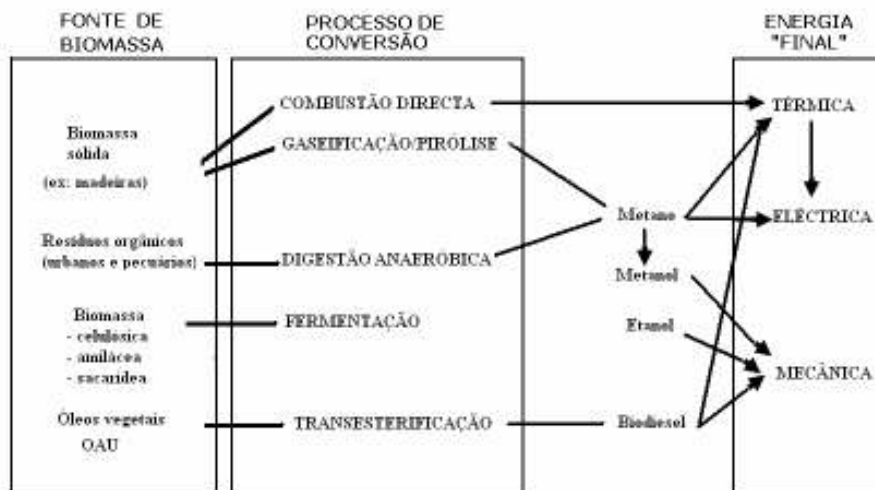 FONTE DE
BIOMASSA
PROCESSO DE
CONVERSÃO
ENERGIA
"FINAL"
Biomassa
sólida
(ex: madeiras)
Resíduos orgânicos
(urbanos e pecuários)
Biomassa
- celulósica
- amilácea
- sacarídea
Óleos vegetais
OAU
COMBUSTÃO DIRECTA
GASEIFICAÇÃO/PIRÓLISE
DIGESTÃO ANAERÓBICA
FERMENTAÇÃO
TRANSESTERIFICAÇÃO
Metano
Metanol
Etanol
Biodiesel
TÉRMICA
ELÉCTRICA
MECÂNICA